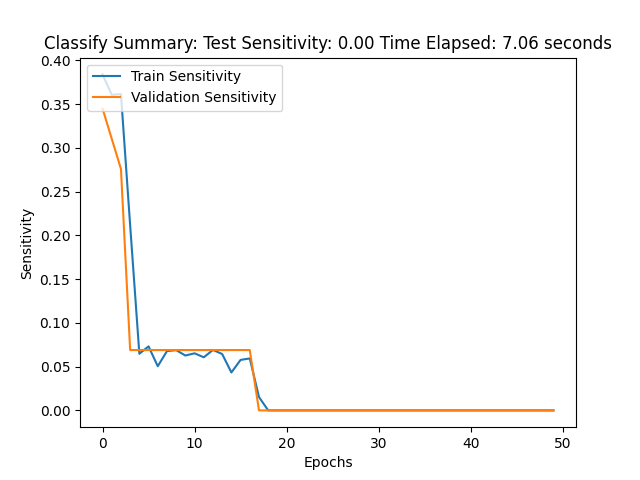 Classify Summary: Test Sensitivity: 0.00 Time Elapsed: 7.06 seconds
Train Sensitivity
Validation Sensitivity
0.40
0.35
0.30
0.25
0.20
0.15
0.10
0.05
0.00
Sensitivity
0 10 20 30 40 50
Epochs